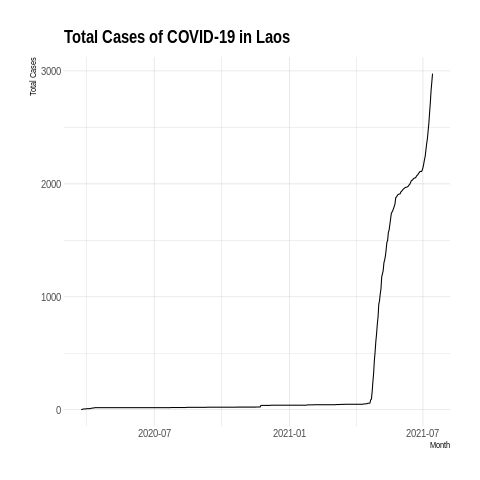 Total Cases of COVID-19 in Laos
Total Cases
3000
2000
1000
0
2020-07
2021-01
2021-07
Month